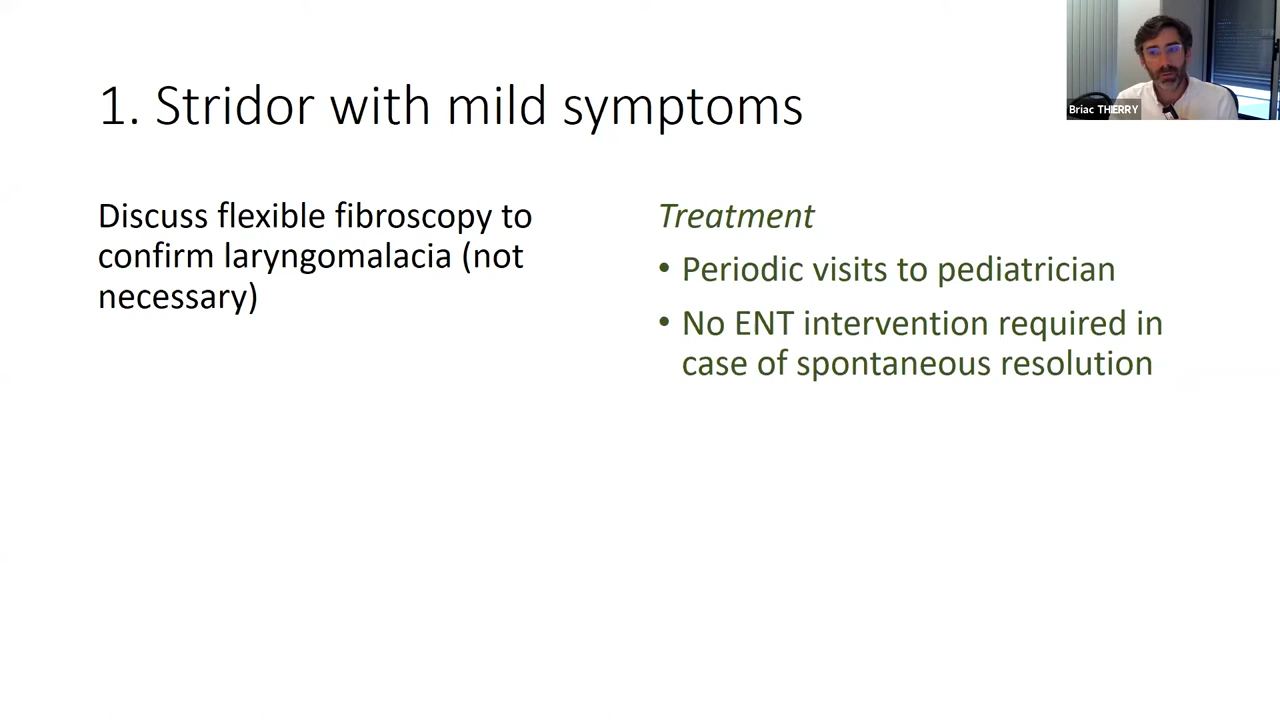 1. Stridor with mild symptoms
Briac THIERRY
Discuss flexible fibroscopy to
confirm laryngomalacia (not
necessary)
Treatment
• Periodic visits to pediatrician
• No ENT intervention required in
case of spontaneous resolution